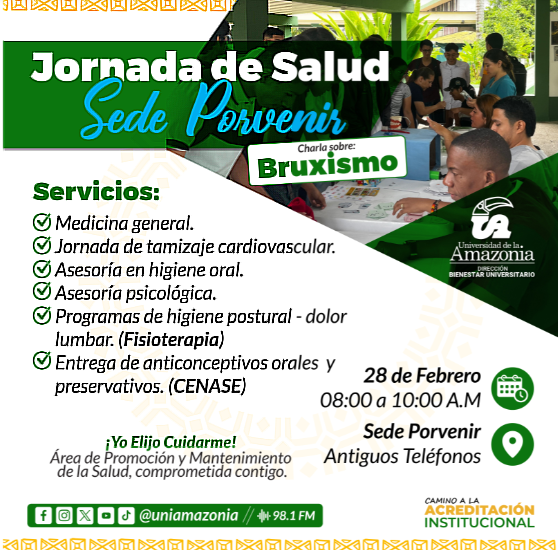 Jornada de Salud
Sede Porvenir
Charla sobre:
Bruxismo
Servicios:
Medicina general.
Jornada de tamizaje cardiovascular.
Asesoría en higiene oral.
Asesoría psicológica.
Programas de higiene postural - dolor
lumbar. (Fisioterapia)
Entrega de anticonceptivos orales y
preservativos. (CENASE)
Universidad de la
Amazonia
DIRECCIÓN
BIENESTAR UNIVERSITARIO
28 de Febrero
08:00 a 10:00 A.M
Sede Porvenir
Antiguos Teléfonos
¡Yo Elijo Cuidarme!
Área de Promoción y Mantenimiento
de la Salud, comprometida contigo.
@uniamazonia // 98.1 FM
CAMINO A LA
ACREDITACIÓN
INSTITUCIONAL